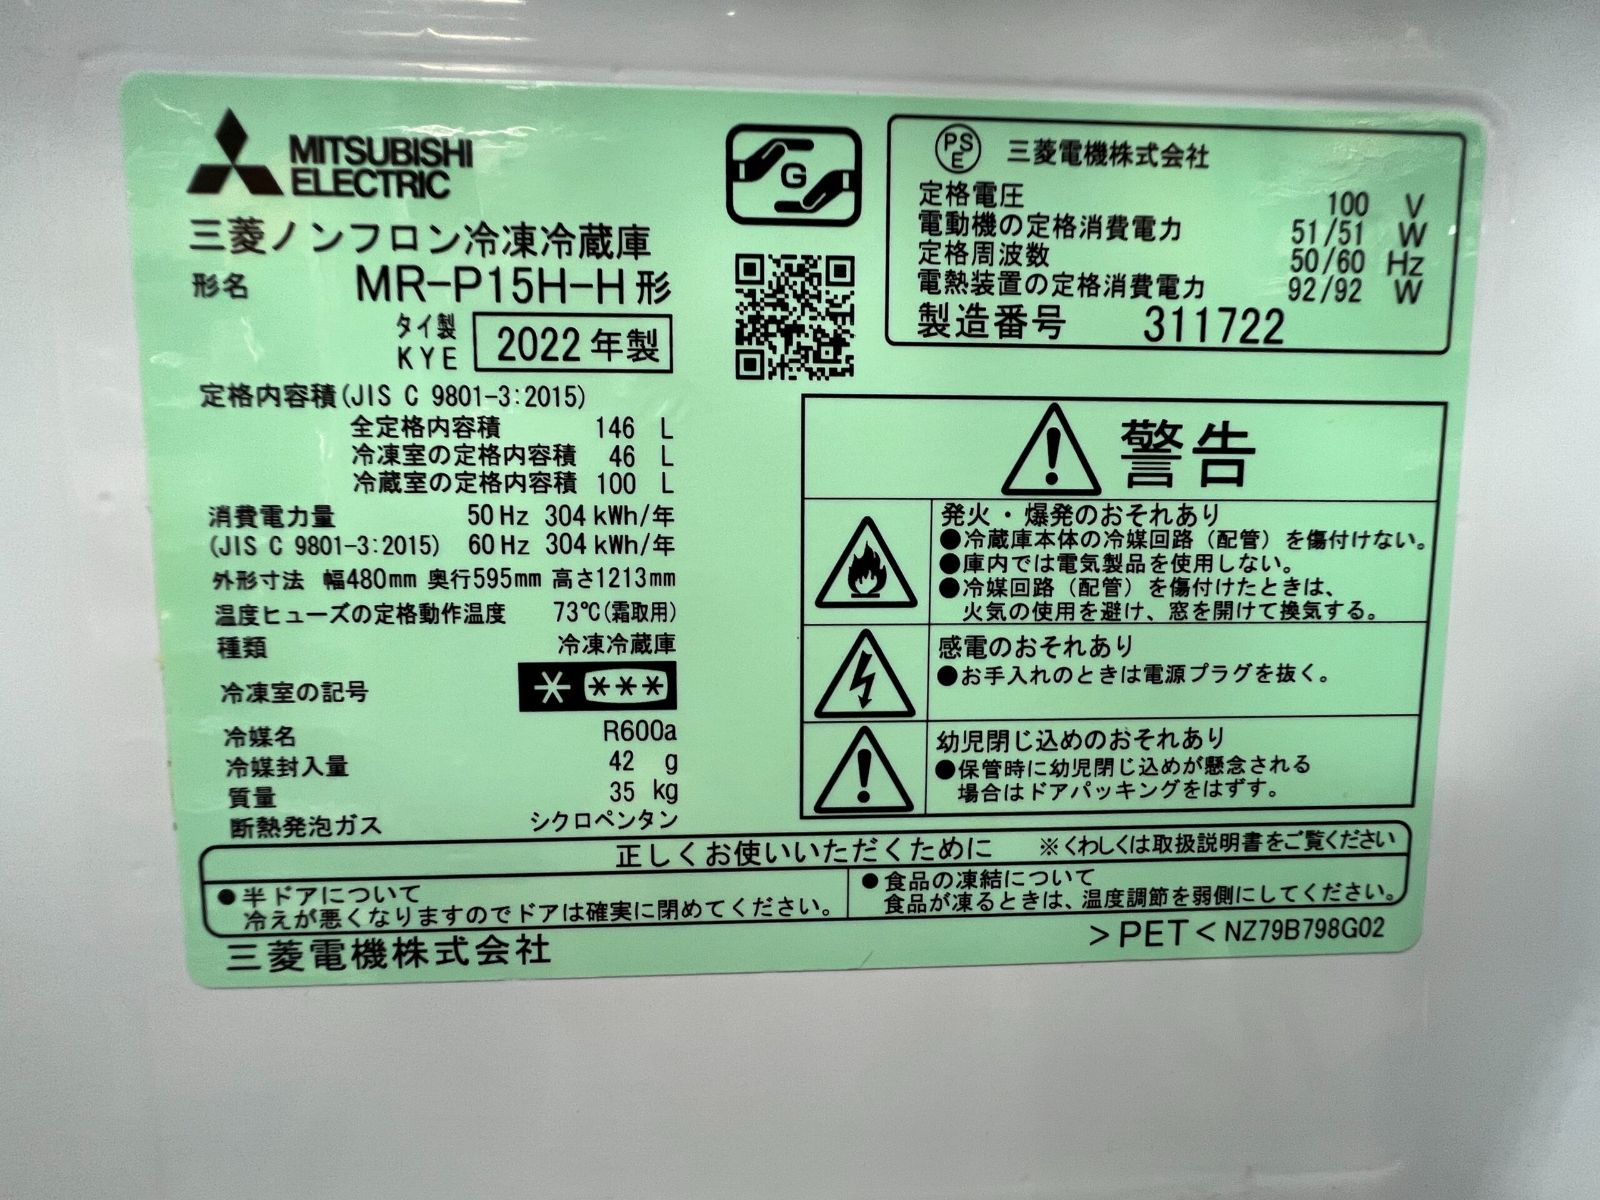 MITSUBISHI
ELECTRIC
三菱ノンフロン冷凍冷蔵庫
形名 MR-P15H-H形
タイ製
KYE 2022年製
定格内容積(JIS C 9801-3:2015)
全定格内容積 146 L
冷凍室の定格内容積 46 L
冷蔵室の定格内容積 100 L
消費電力量 50Hz 304kWh/年
(JIS C 9801-3:2015) 60Hz 304kWh/年
外形寸法 幅480mm 奥行595mm 高さ1213mm
温度ヒューズの定格動作温度 73℃(霜取用)
種類 冷凍冷蔵庫
冷凍室の記号 * ***
冷媒名 R600a
冷媒封入量 42 g
質量 35 kg
断熱発泡ガス シクロペンタン
G
PS
E 三菱電機株式会社
定格電圧 100 V
電動機の定格消費電力 51/51 W
定格周波数 50/60 Hz
電熱装置の定格消費電力 92/92 W
製造番号 311722
警告
発火・爆発のおそれあり
●冷蔵庫本体の冷媒回路(配管)を傷付けない。
●庫内では電気製品を使用しない。
●冷媒回路(配管)を傷付けたときは、
火気の使用を避け、窓を開けて換気する。
感電のおそれあり
●お手入れのときは電源プラグを抜く。
幼児閉じ込めのおそれあり
●保管時に幼児閉じ込めが懸念される
場合はドアパッキングをはずす。
正しくお使いいただくために ※くわしくは取扱説明書をご覧ください
●半ドアについて
冷えが悪くなりますのでドアは確実に閉めてください。
●食品の凍結について
食品が凍るときは、温度調節を弱側にしてください。
三菱電機株式会社
>PET< NZ79B798G02